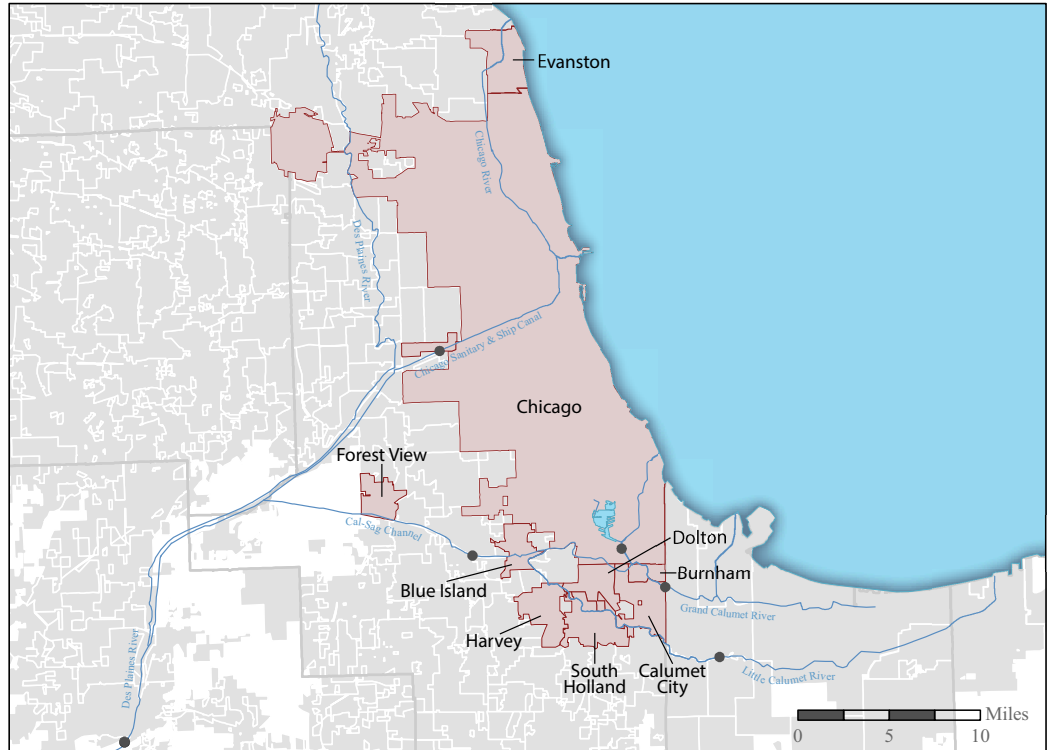 Evanston
Chicago River
Des Plaines River
Chicago Sanitary & Ship Canal
Chicago
Forest View
Cal-Sag Channel
Dolton
Burnham
Blue Island
Grand Calumet River
Harvey
South
Holland
Calumet
City
Little Calumet River
Des Plaines River
Miles
0 5 10